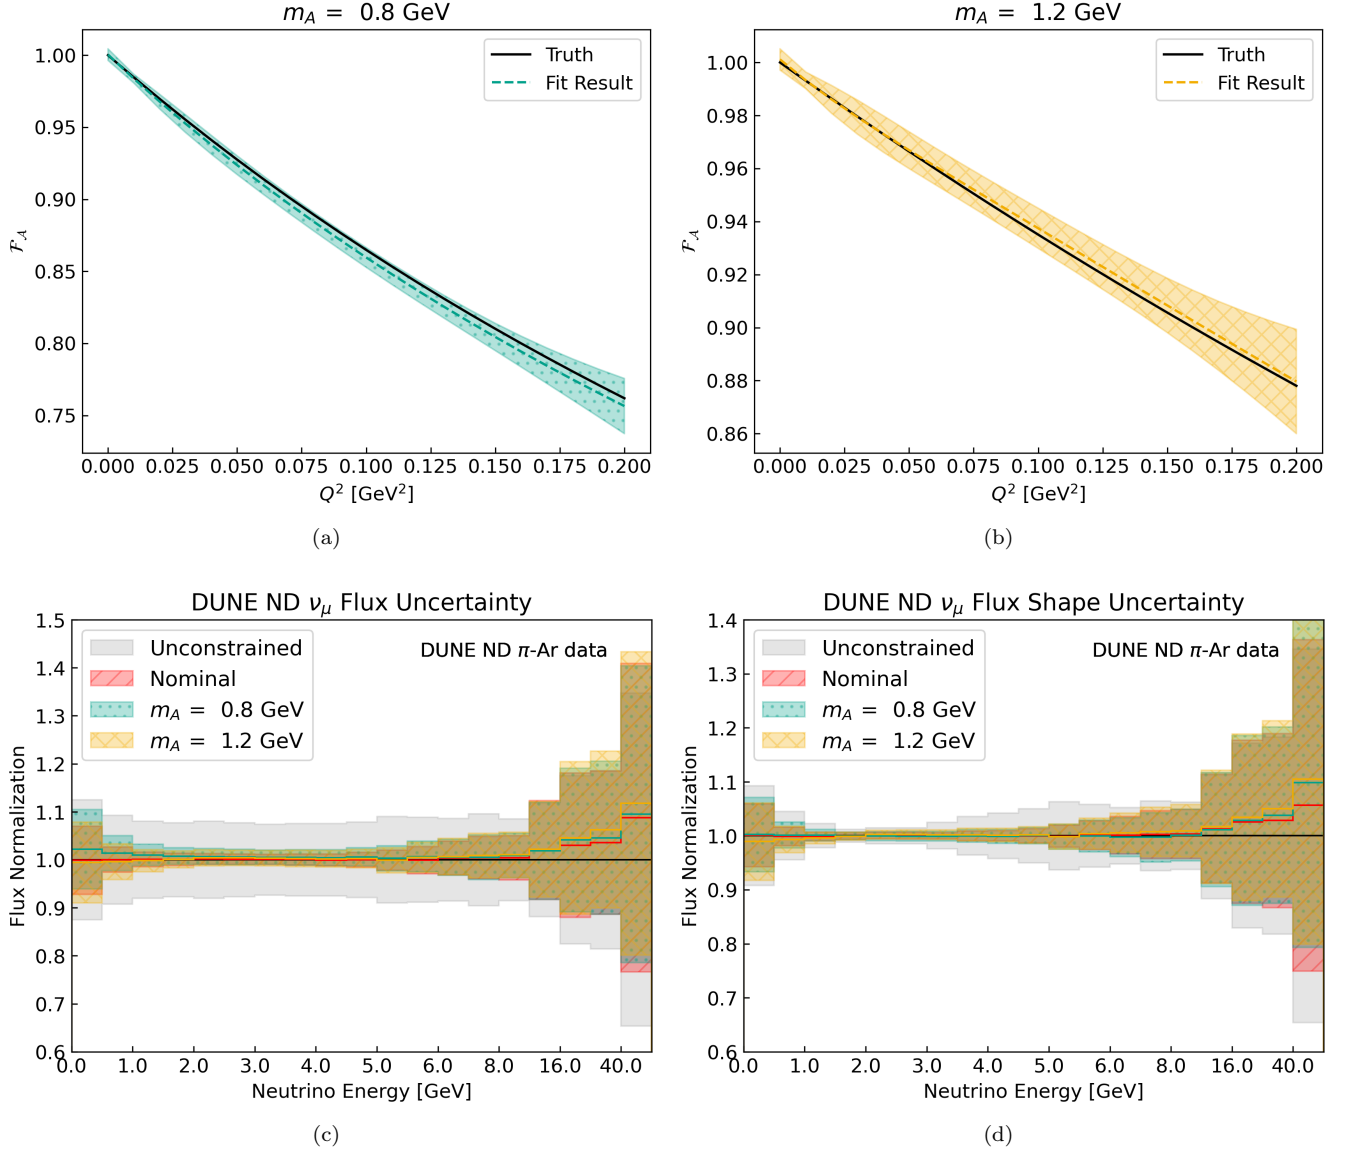 m_A = 0.8 GeV
1.00
0.95
0.90
0.85
0.80
0.75
F_A
Truth
Fit Result
0.000 0.025 0.050 0.075 0.100 0.125 0.150 0.175 0.200
Q² [GeV²]
(a)
m_A = 1.2 GeV
1.00
0.98
0.96
0.94
0.92
0.90
0.88
0.86
F_A
Truth
Fit Result
0.000 0.025 0.050 0.075 0.100 0.125 0.150 0.175 0.200
Q² [GeV²]
(b)
DUNE ND ν_μ Flux Uncertainty
1.5
1.4
1.3
1.2
1.1
1.0
0.9
0.8
0.7
0.6
Flux Normalization
Unconstrained
Nominal
m_A = 0.8 GeV
m_A = 1.2 GeV
DUNE ND π-Ar data
0.0 1.0 2.0 3.0 4.0 5.0 6.0 8.0 16.0 40.0
Neutrino Energy [GeV]
(c)
DUNE ND ν_μ Flux Shape Uncertainty
1.4
1.3
1.2
1.1
1.0
0.9
0.8
0.7
0.6
Flux Normalization
Unconstrained
Nominal
m_A = 0.8 GeV
m_A = 1.2 GeV
DUNE ND π-Ar data
0.0 1.0 2.0 3.0 4.0 5.0 6.0 8.0 16.0 40.0
Neutrino Energy [GeV]
(d)